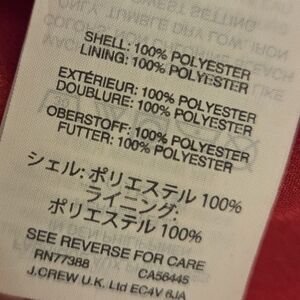 SHELL: 100% POLYESTER
LINING: 100% POLYESTER
EXTÉRIEUR: 100% POLYESTER
DOUBLURE: 100% POLYESTER
OBERSTOFF: 100% POLYESTER
FUTTER: 100% POLYESTER
シェル: ポリエステル 100%
ライニング:
ポリエステル 100%
SEE REVERSE FOR CARE
RN77388 CA56445
J.CREW U.K. Ltd EC4V 6JA